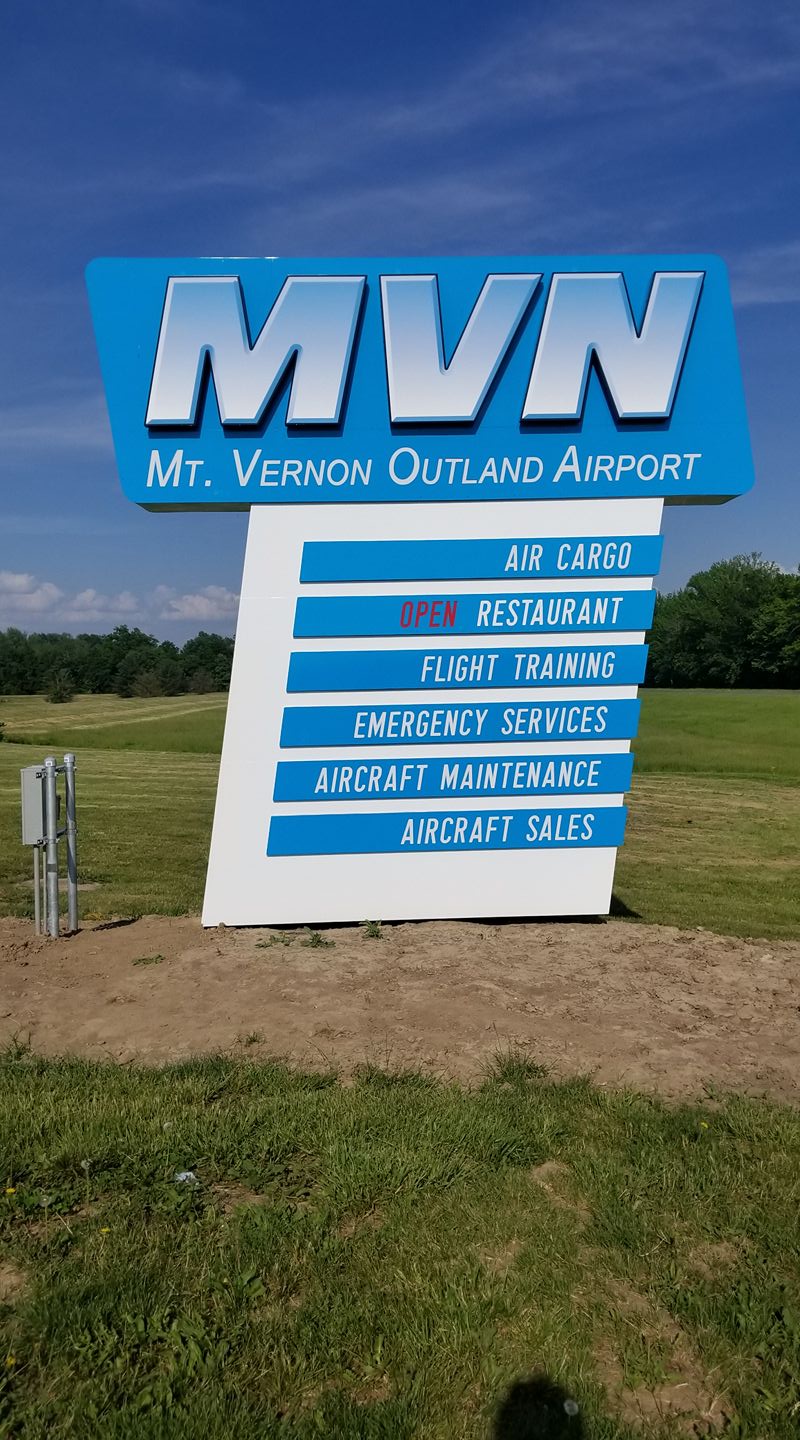 MVN
MT. VERNON OUTLAND AIRPORT
AIR CARGO
OPEN RESTAURANT
FLIGHT TRAINING
EMERGENCY SERVICES
AIRCRAFT MAINTENANCE
AIRCRAFT SALES